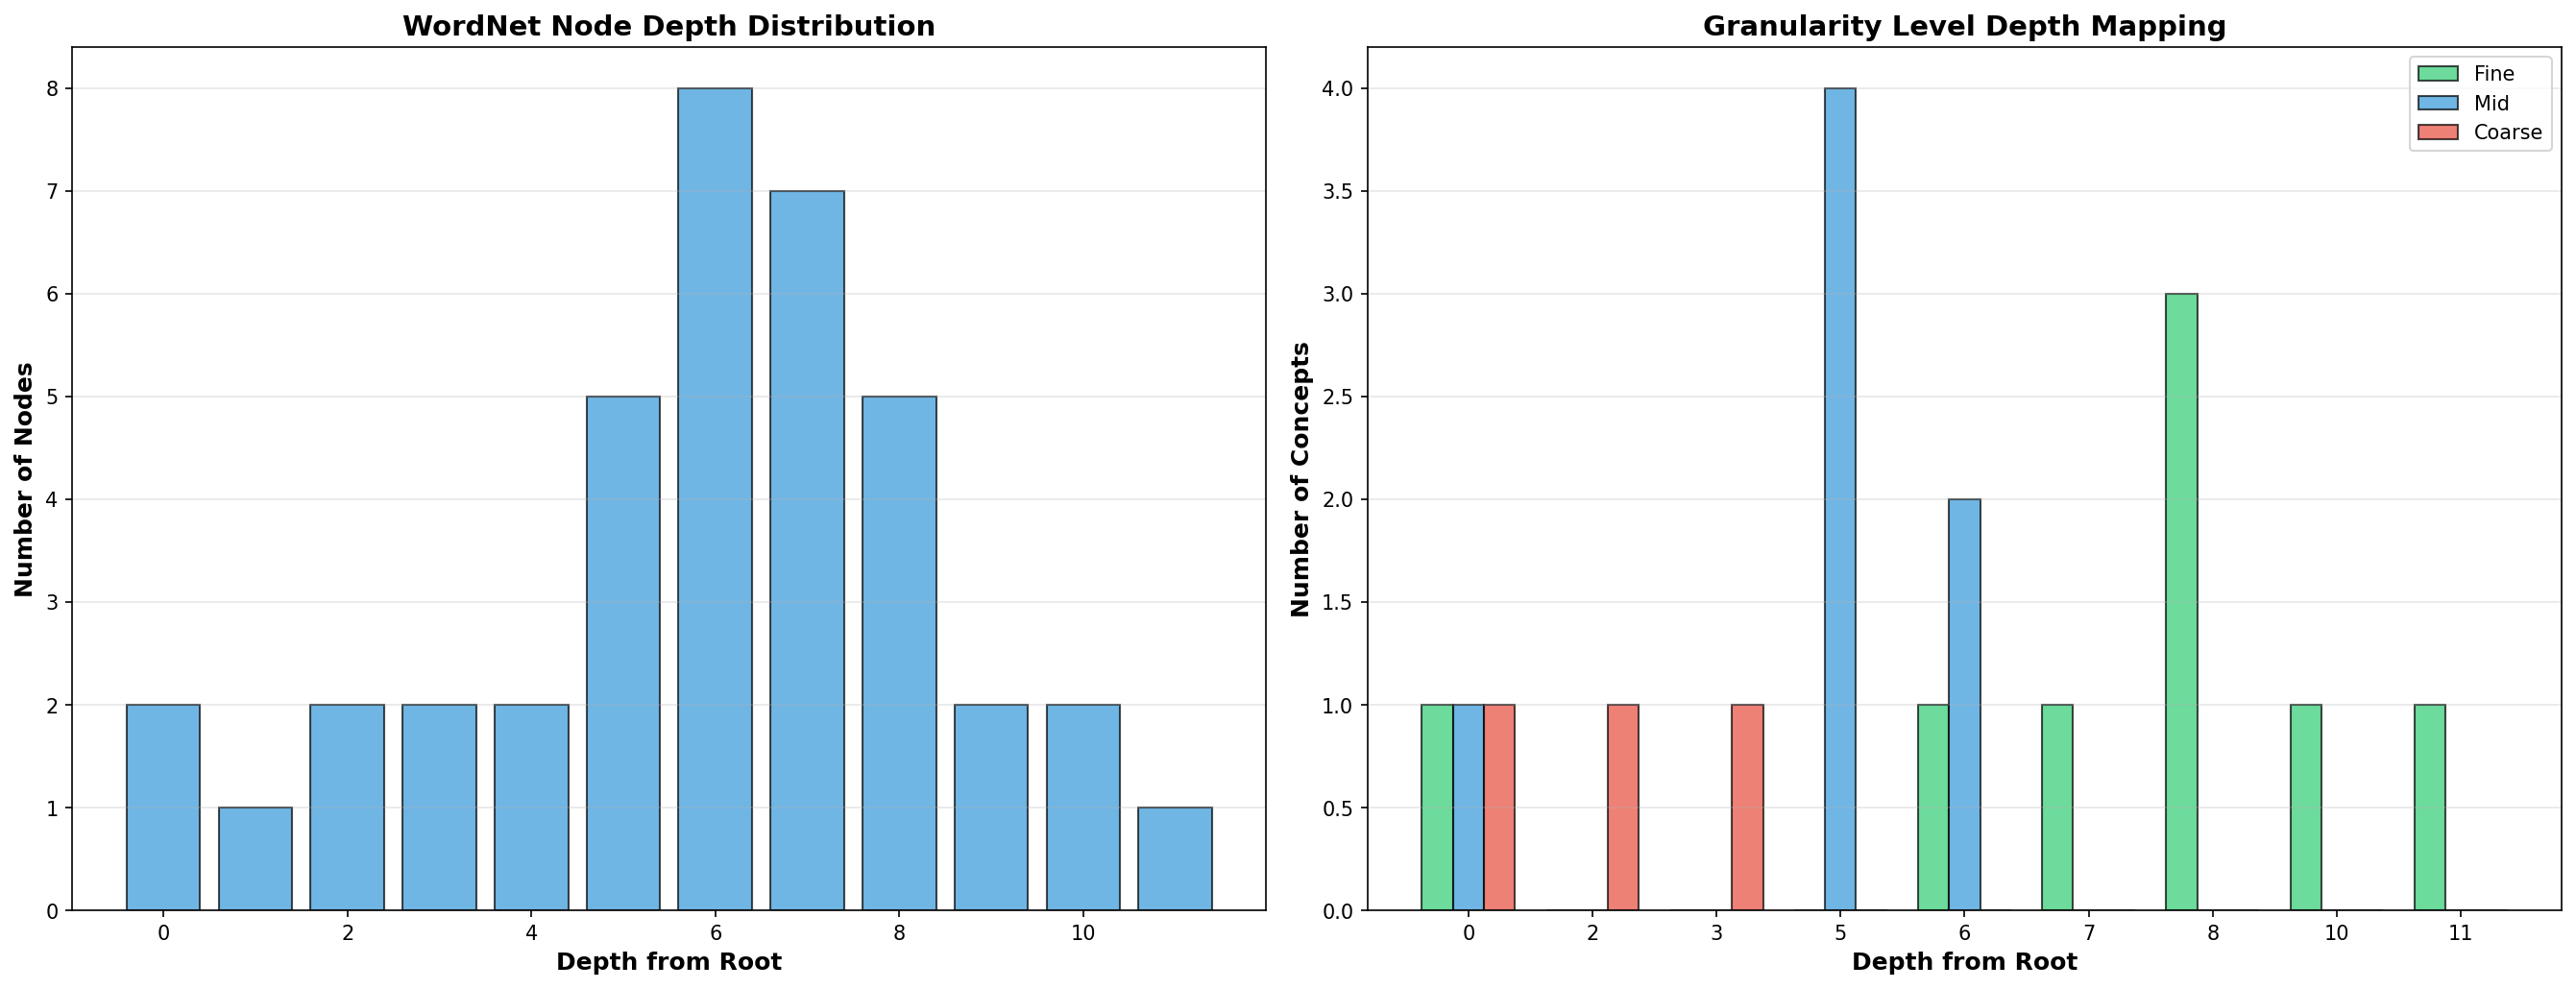 WordNet Node Depth Distribution
8
7
6
5
4
3
2
1
0
Number of Nodes
0 2 4 6 8 10
Depth from Root
Granularity Level Depth Mapping
Fine
Mid
Coarse
4.0
3.5
3.0
2.5
2.0
1.5
1.0
0.5
0.0
Number of Concepts
0 2 3 5 6 7 8 10 11
Depth from Root